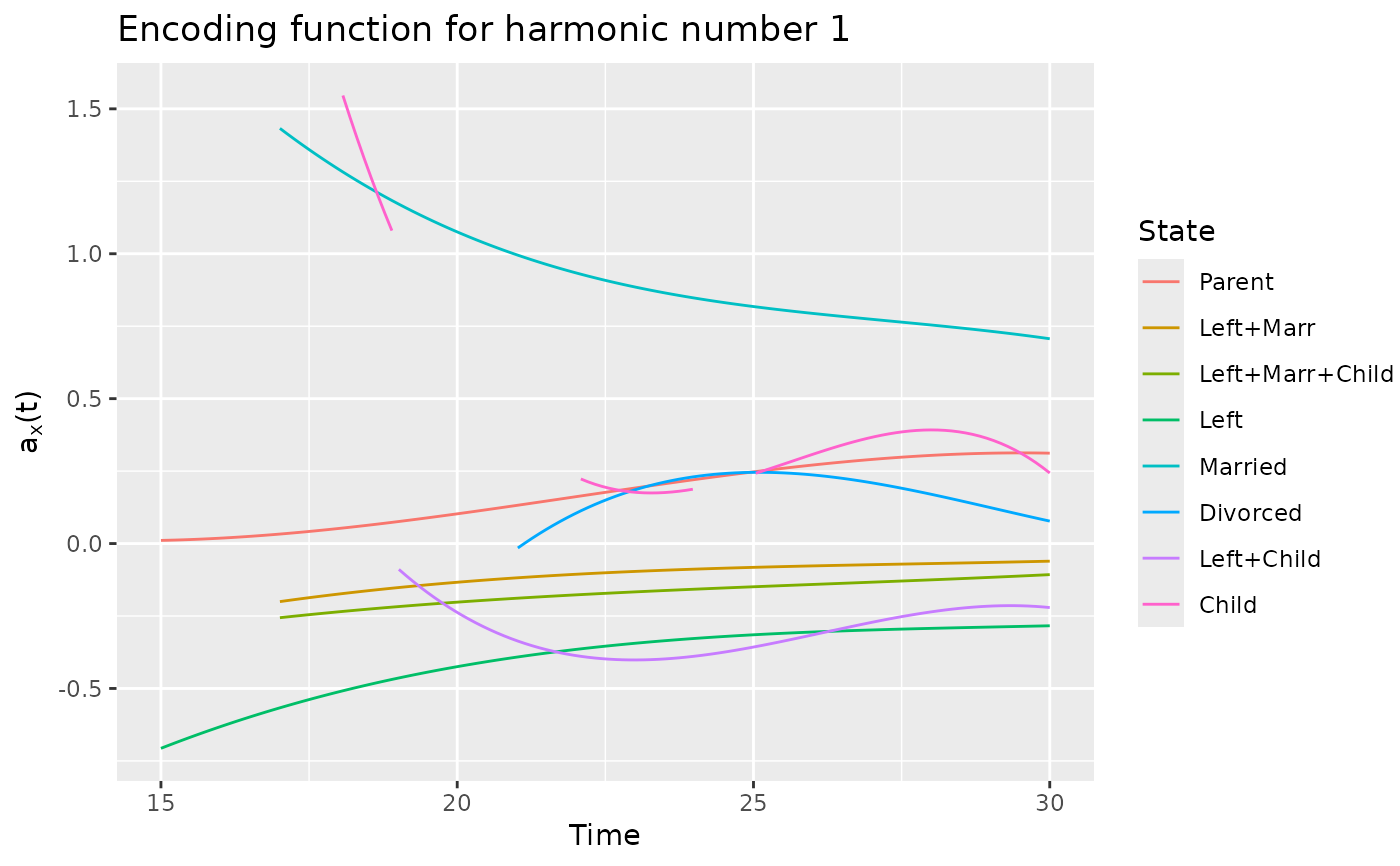 Encoding function for harmonic number 1
1.5
1.0
0.5
0.0
-0.5
aₓ(t)
15
20
25
30
Time
State
Parent
Left+Marr
Left+Marr+Child
Left
Married
Divorced
Left+Child
Child